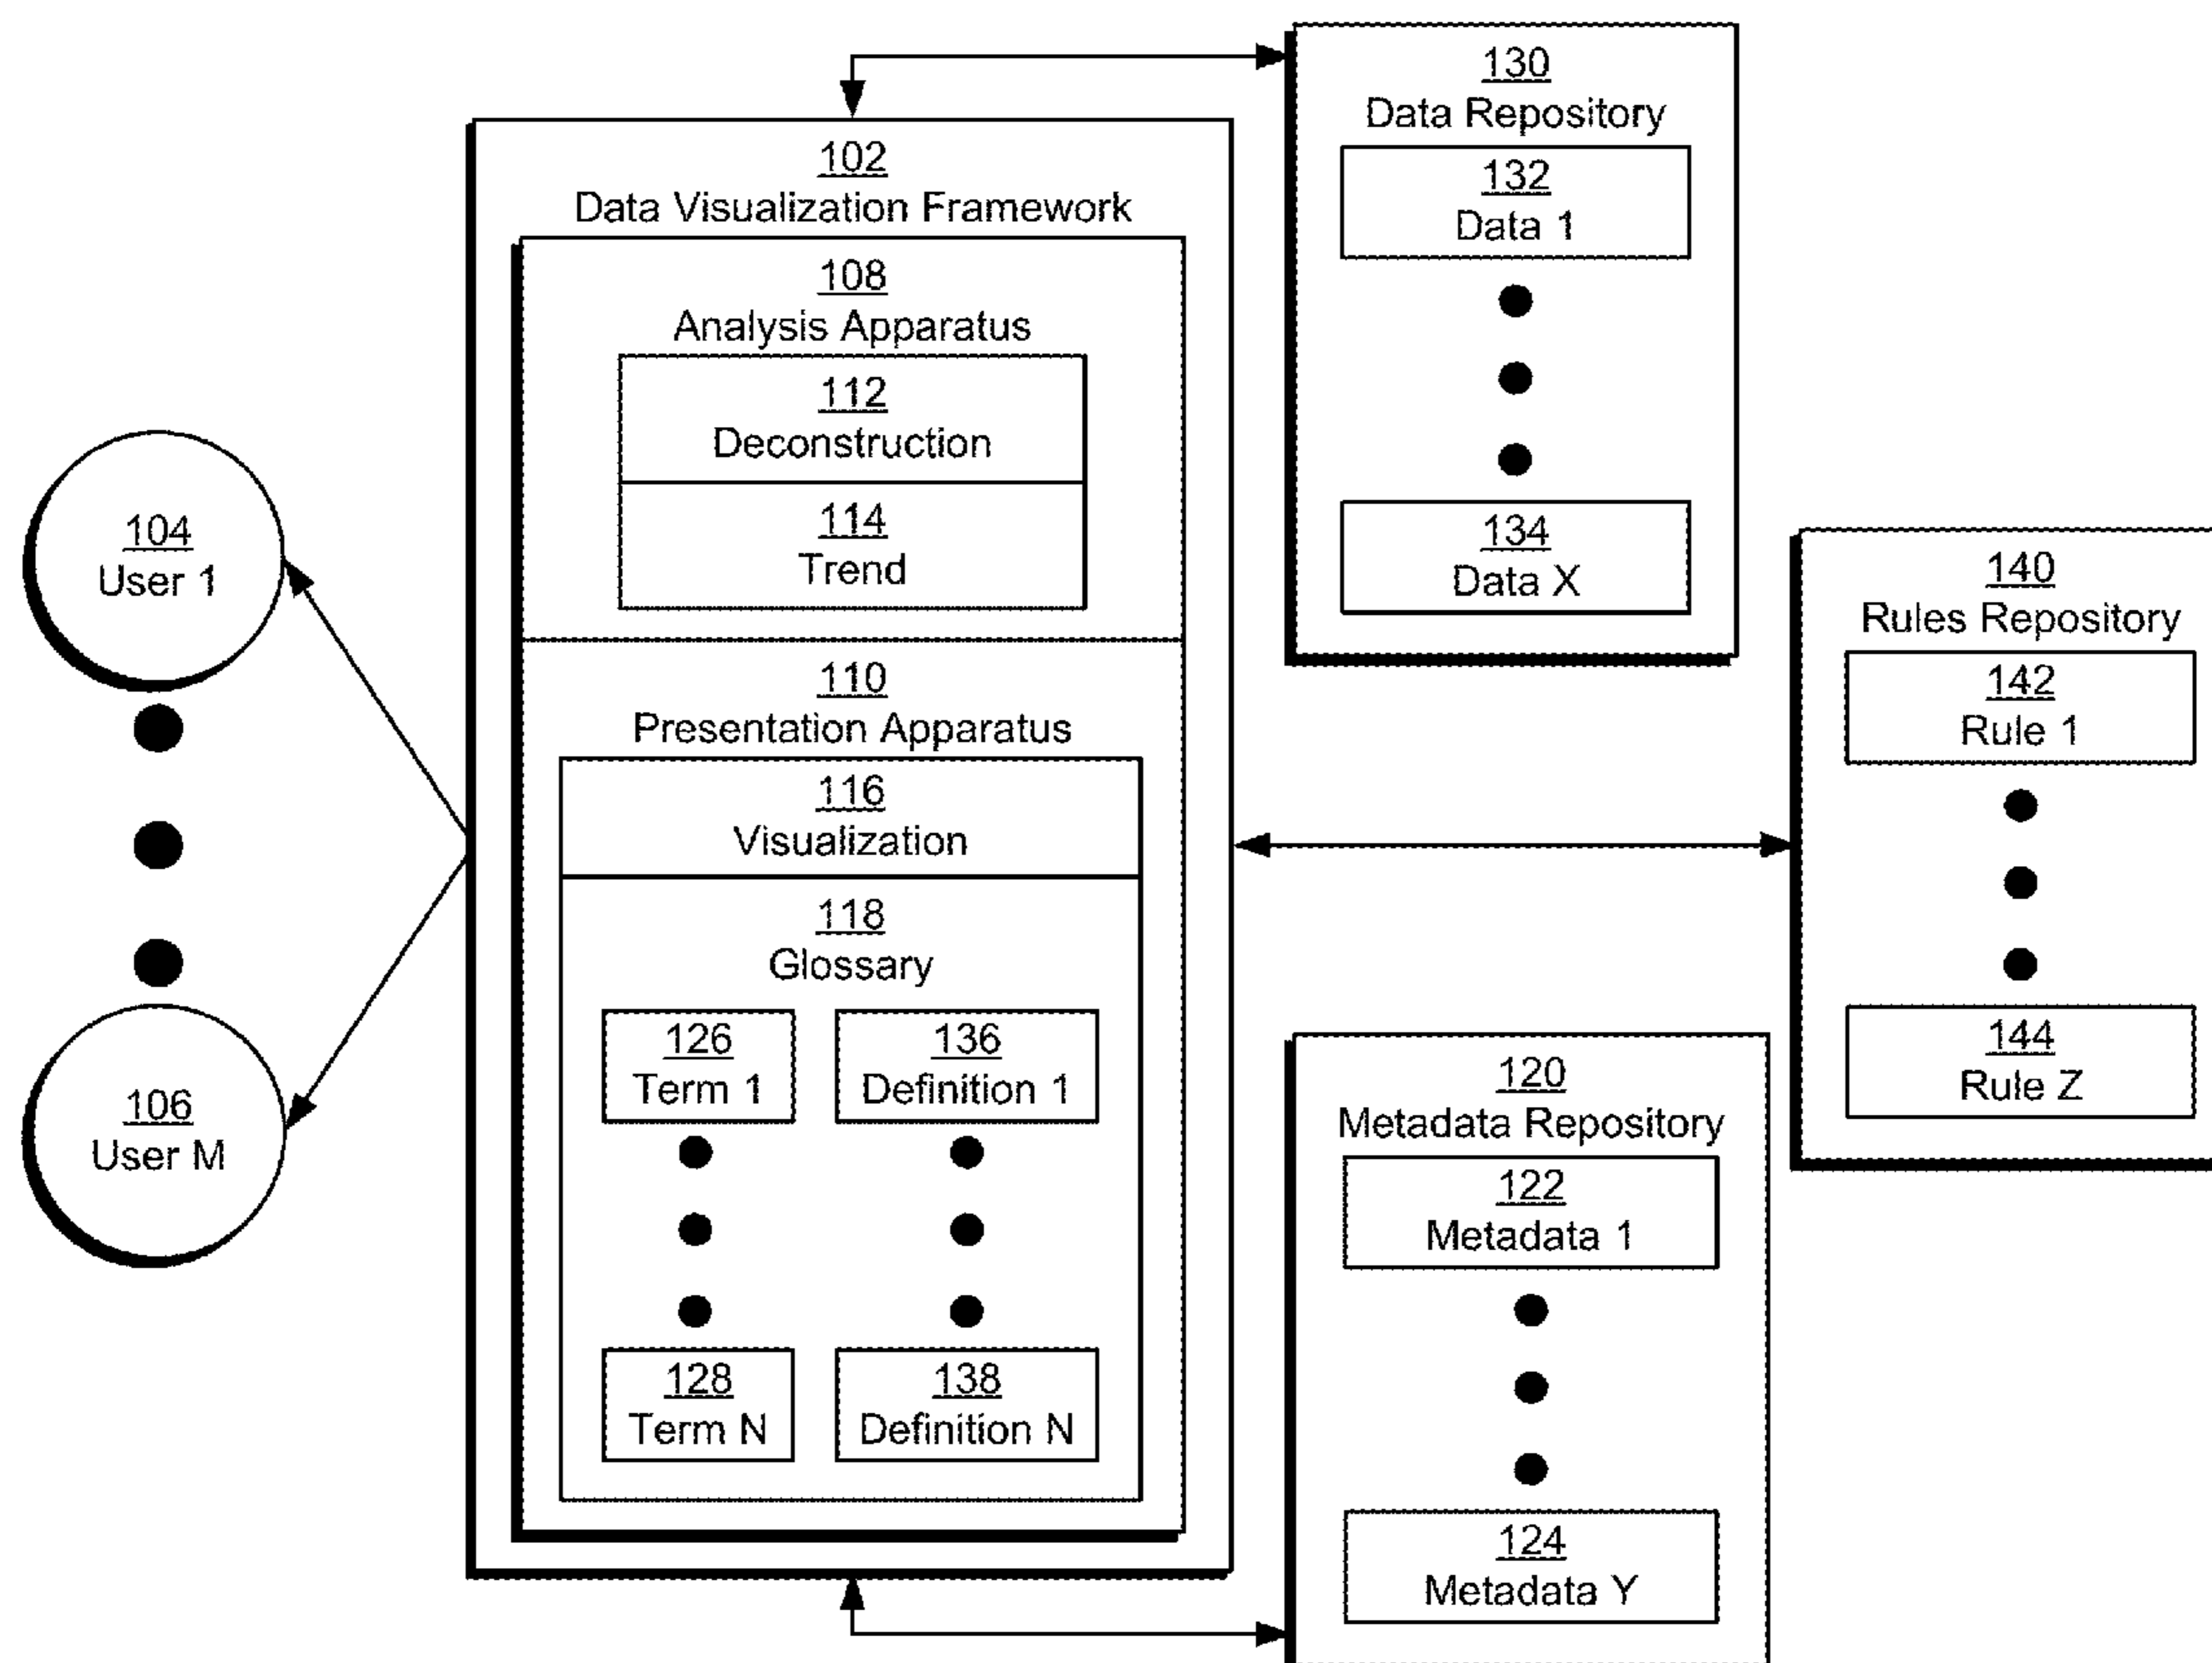 104
User 1
106
User M
102
Data Visualization Framework
108
Analysis Apparatus
112
Deconstruction
114
Trend
110
Presentation Apparatus
116
Visualization
118
Glossary
126
Term 1
136
Definition 1
128
Term N
138
Definition N
130
Data Repository
132
Data 1
134
Data X
140
Rules Repository
142
Rule 1
144
Rule Z
120
Metadata Repository
122
Metadata 1
124
Metadata Y